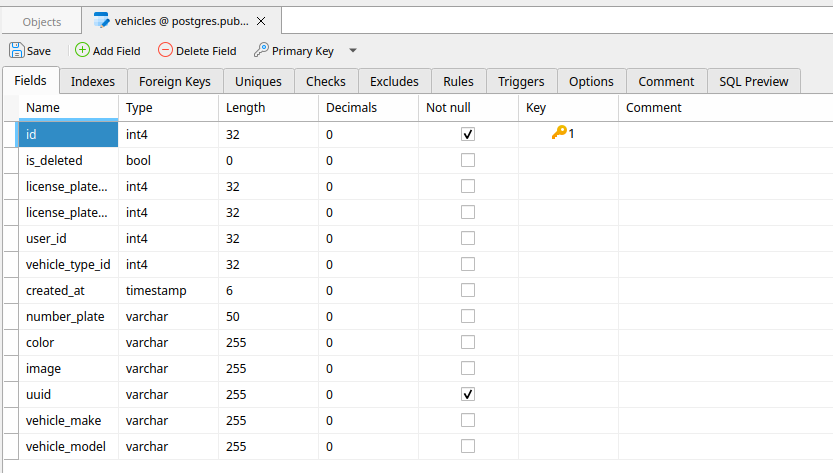 Objects vehicles @ postgres.pub...
Save Add Field Delete Field Primary Key
Fields Indexes Foreign Keys Uniques Checks Excludes Rules Triggers Options Comment SQL Preview
Name Type Length Decimals Not null Key Comment
id int4 32 0 1
is_deleted bool 0 0
license_plate... int4 32 0
license_plate... int4 32 0
user_id int4 32 0
vehicle_type_id int4 32 0
created_at timestamp 6 0
number_plate varchar 50 0
color varchar 255 0
image varchar 255 0
uuid varchar 255 0
vehicle_make varchar 255 0
vehicle_model varchar 255 0